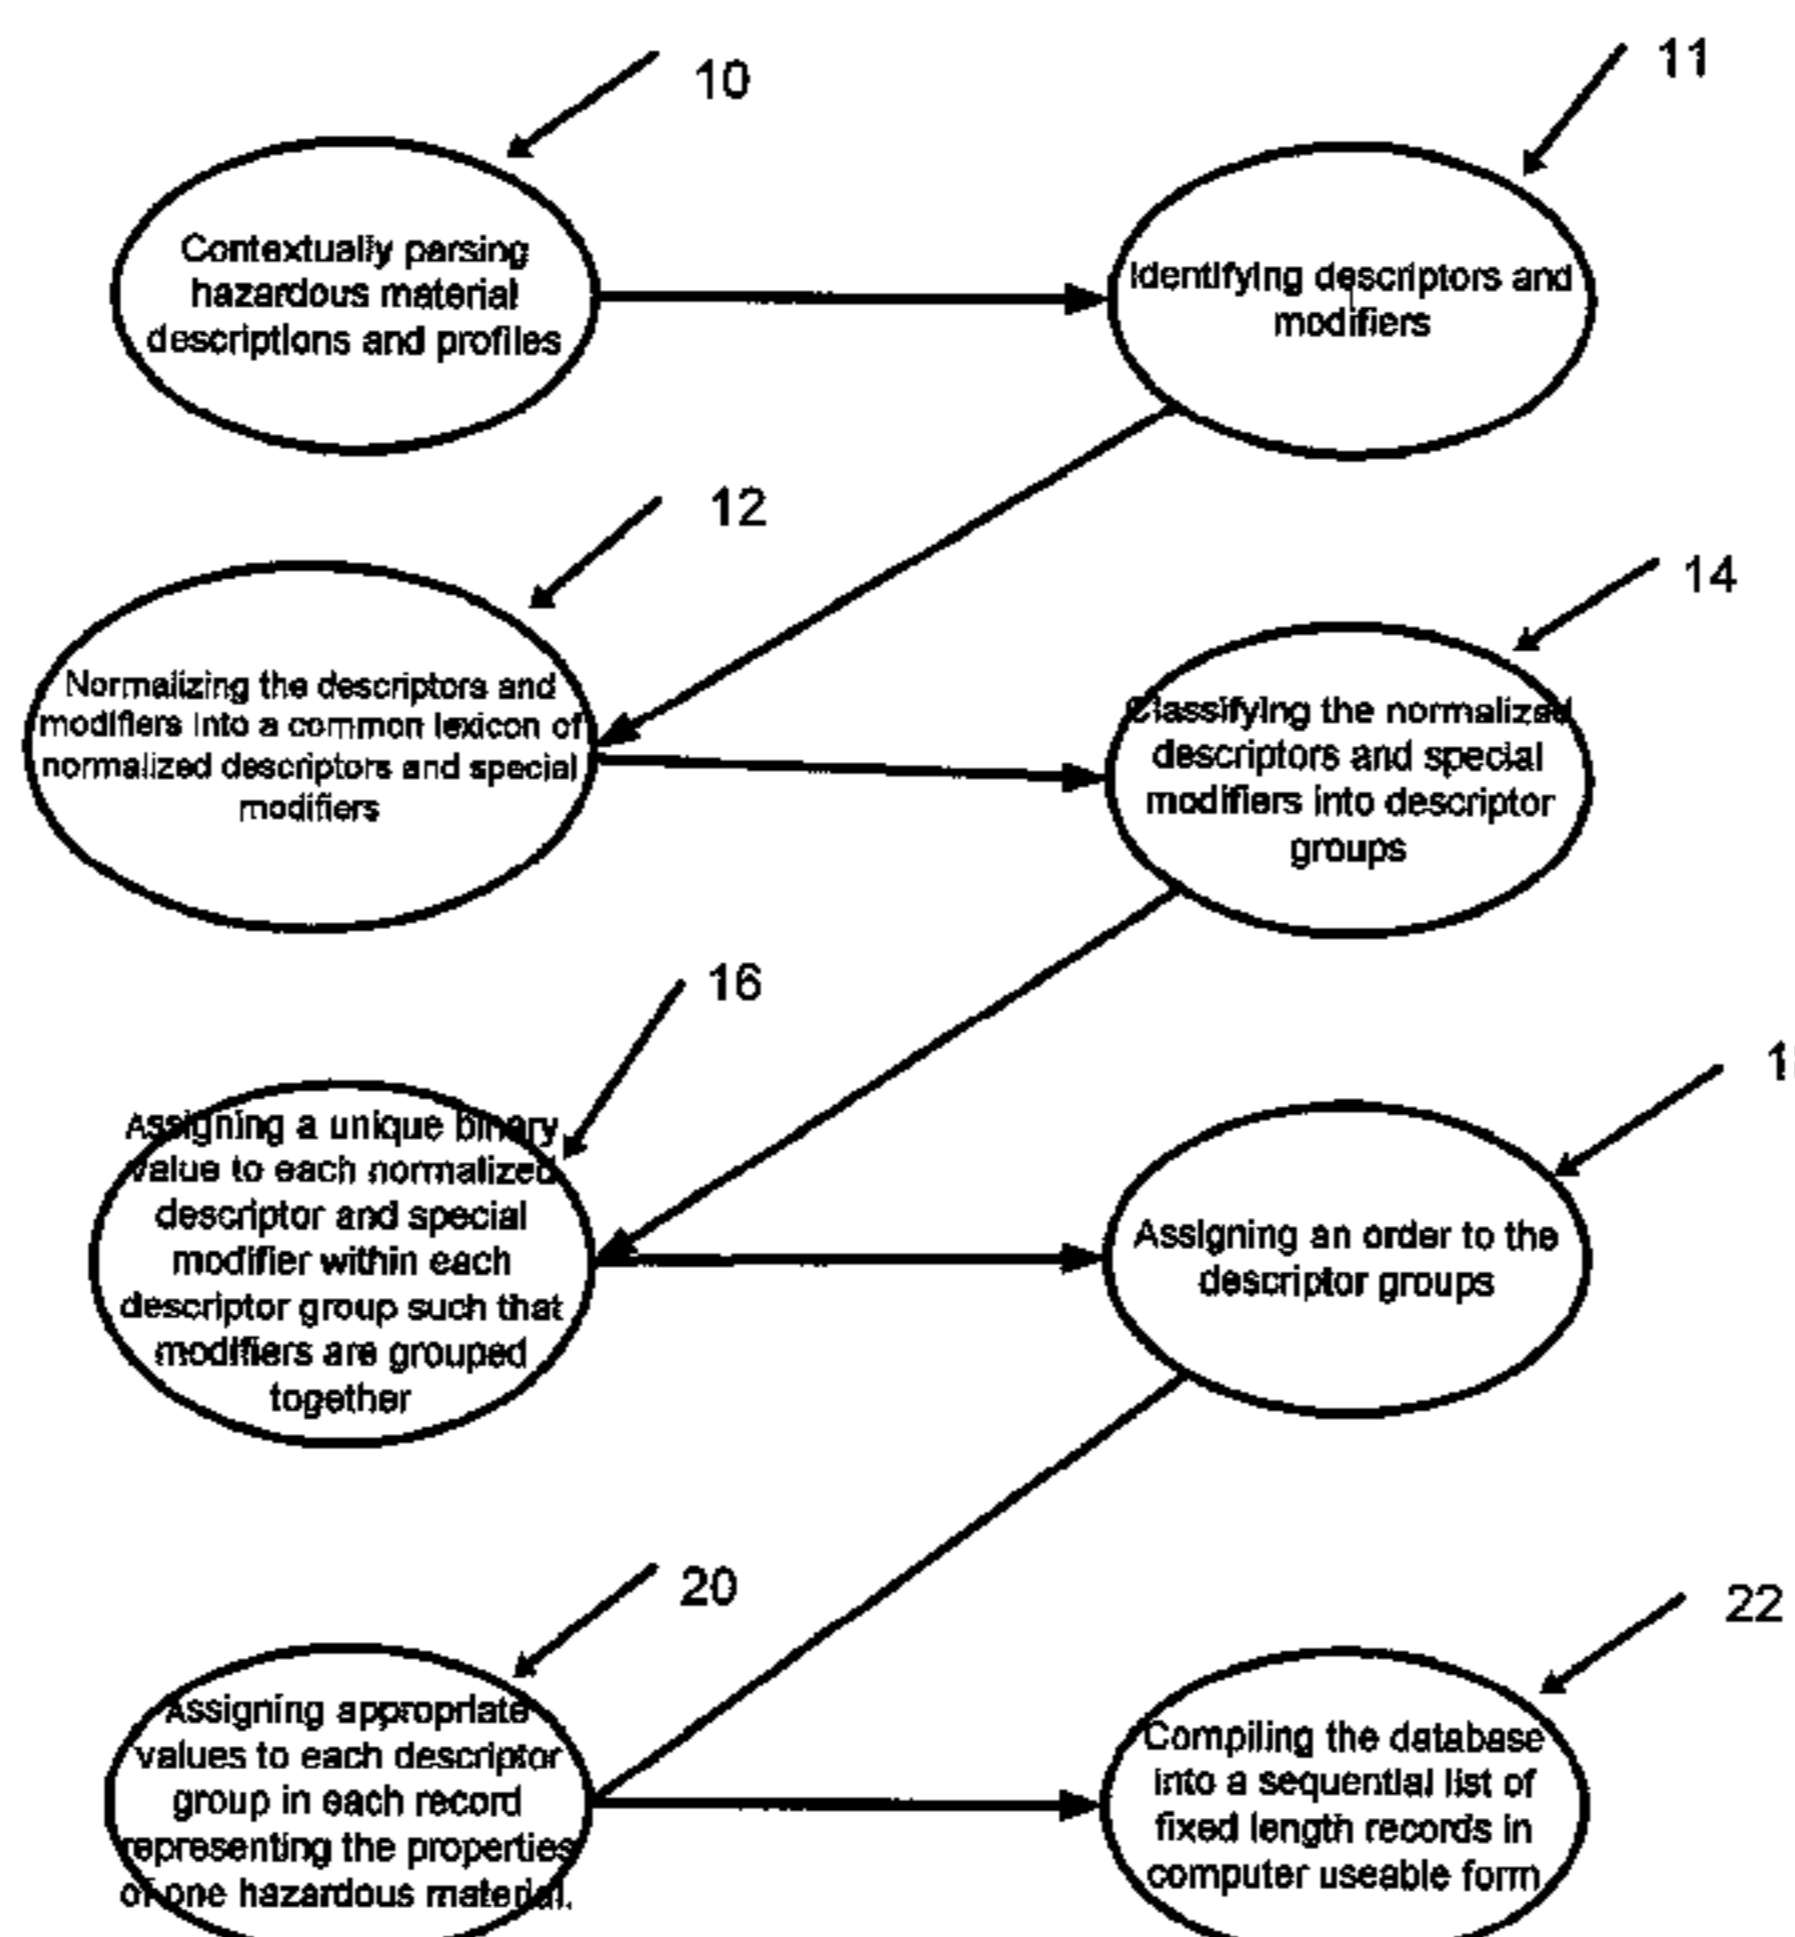 10
Contextually parsing
hazardous material
descriptions and profiles
11
Identifying descriptors and
modifiers
12
Normalizing the descriptors and
modifiers into a common lexicon of
normalized descriptors and special
modifiers
14
Classifying the normalized
descriptors and special
modifiers into descriptor
groups
16
Assigning a unique binary
value to each normalized
descriptor and special
modifier within each
descriptor group such that
modifiers are grouped
together
Assigning an order to the
descriptor groups
20
Assigning appropriate
values to each descriptor
group in each record
representing the properties
of one hazardous material.
22
Compiling the database
into a sequential list of
fixed length records in
computer useable form